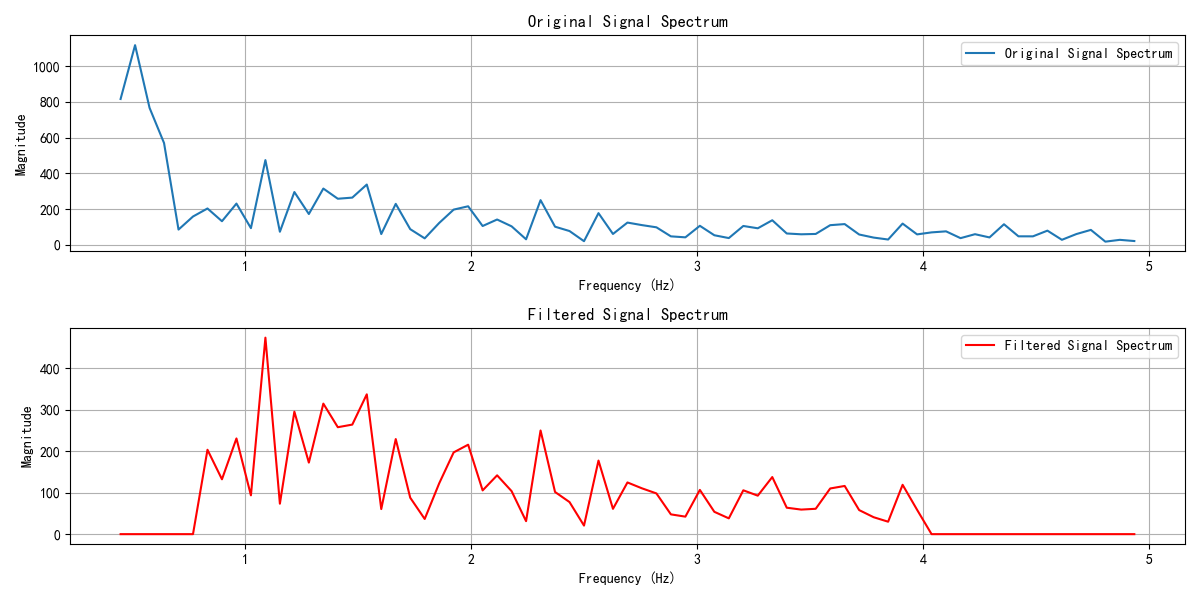 Original Signal Spectrum
Original Signal Spectrum
Magnitude
1000
800
600
400
200
0
1 2 3 4 5
Frequency (Hz)
Filtered Signal Spectrum
Filtered Signal Spectrum
Magnitude
400
300
200
100
0
1 2 3 4 5
Frequency (Hz)